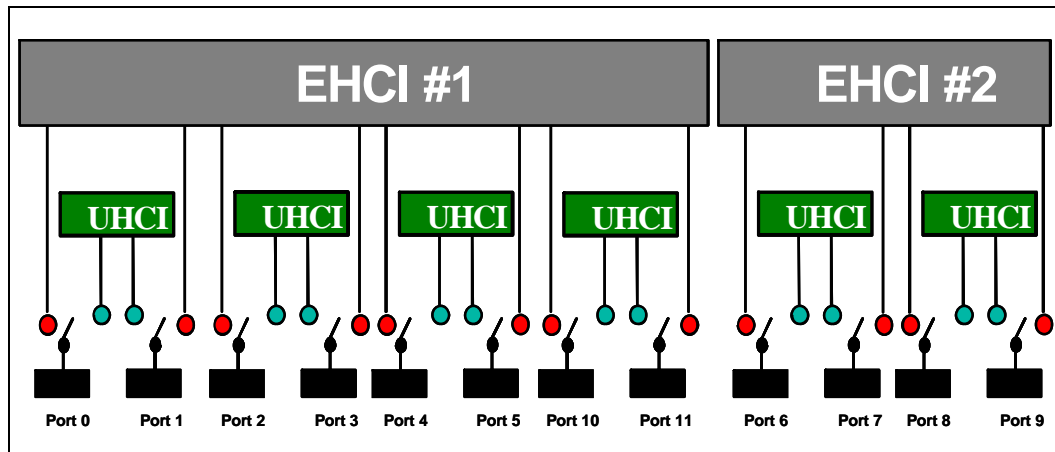 EHCI #1
EHCI #2
UHCI
UHCI
UHCI
UHCI
UHCI
UHCI
Port 0
Port 1
Port 2
Port 3
Port 4
Port 5
Port 10
Port 11
Port 6
Port 7
Port 8
Port 9